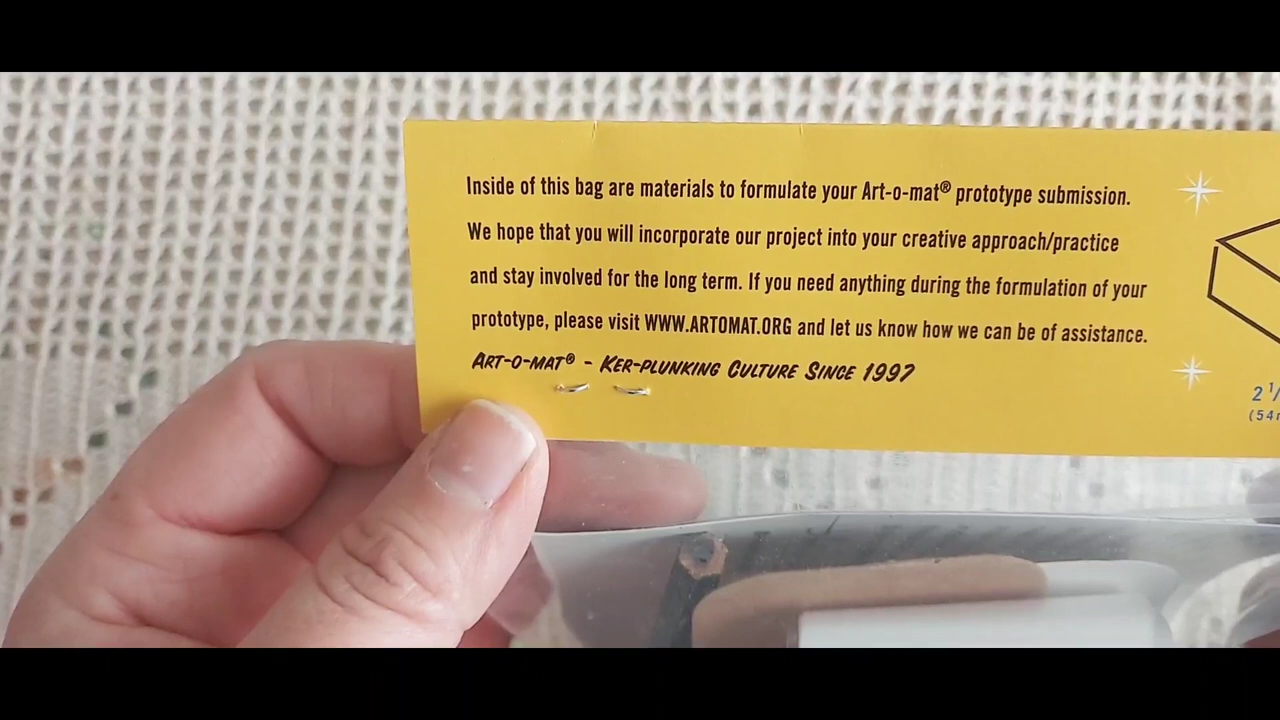 Inside of this bag are materials to formulate your Art-o-mat® prototype submission.
We hope that you will incorporate our project into your creative approach/practice
and stay involved for the long term. If you need anything during the formulation of your
prototype, please visit WWW.ARTOMAT.ORG and let us know how we can be of assistance.
ART-O-MAT® - KER-PLUNKING CULTURE SINCE 1997